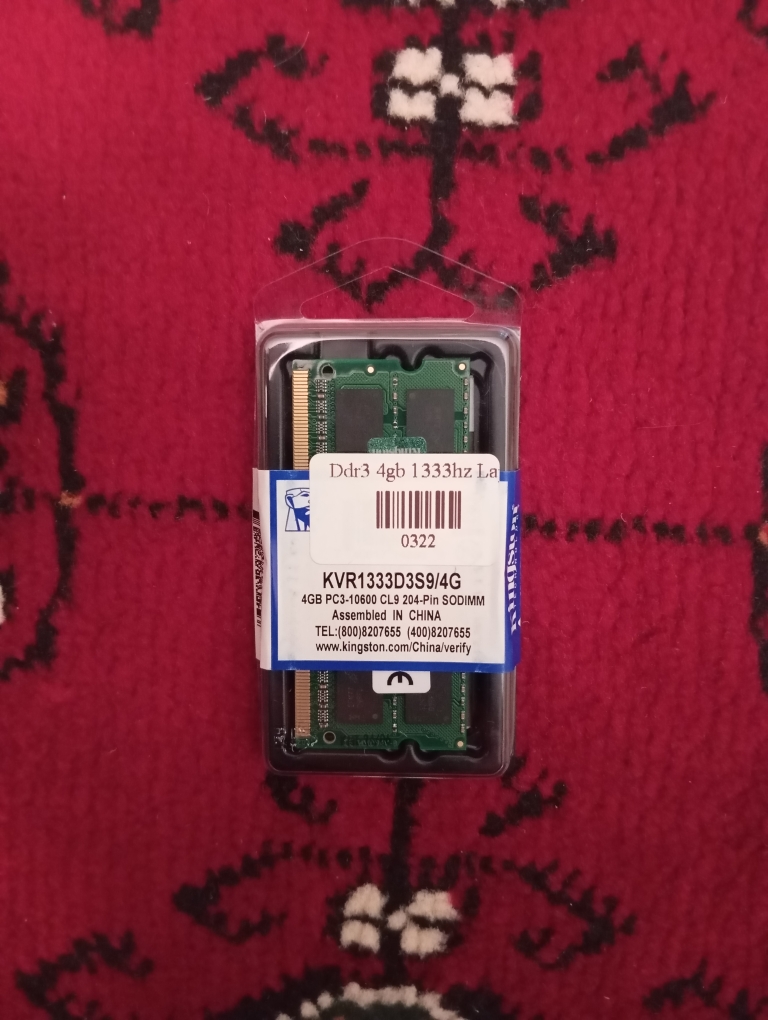 Ddr3 4gb 1333hz La
0322
KVR1333D3S9/4G
4GB PC3-10600 CL9 204-Pin SODIMM
Assembled IN CHINA
TEL:(800)8207655 (400)8207655
www.kingston.com/China/verify
CE